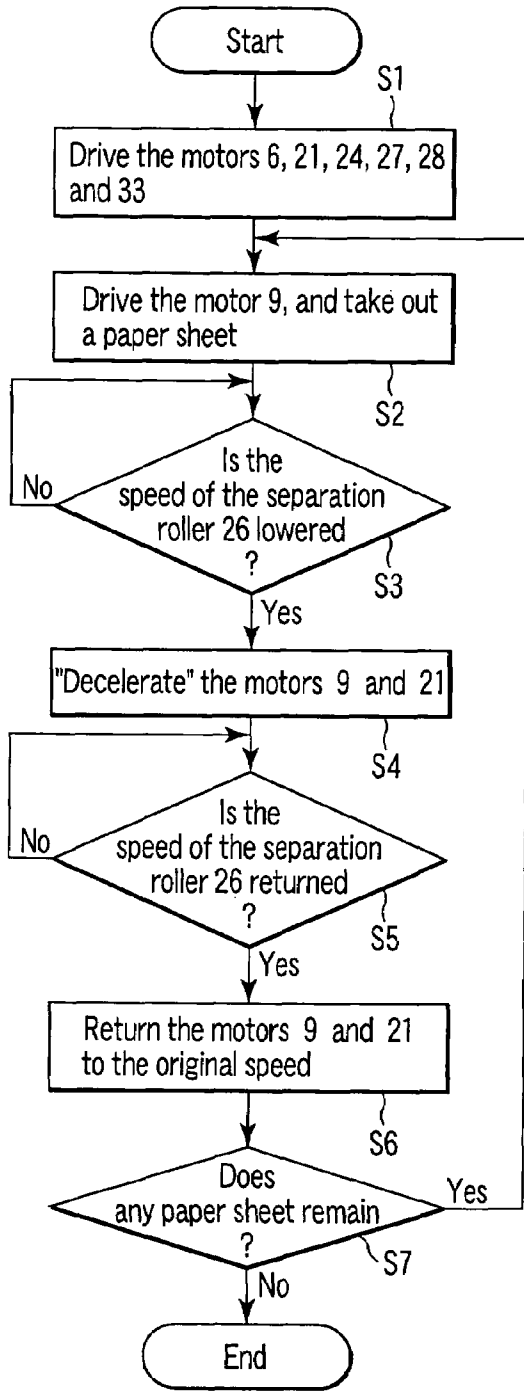 Start
S1
Drive the motors 6, 21, 24, 27, 28
and 33
Drive the motor 9, and take out
a paper sheet
S2
Is the
No
speed of the separation
roller 26 lowered
?
S3
Yes
"Decelerate" the motors 9 and 21
S4
Is the
No
speed of the separation
roller 26 returned
?
S5
Yes
Return the motors 9 and 21
to the original speed
S6
Does
Yes
any paper sheet remain
?
S7
No
End